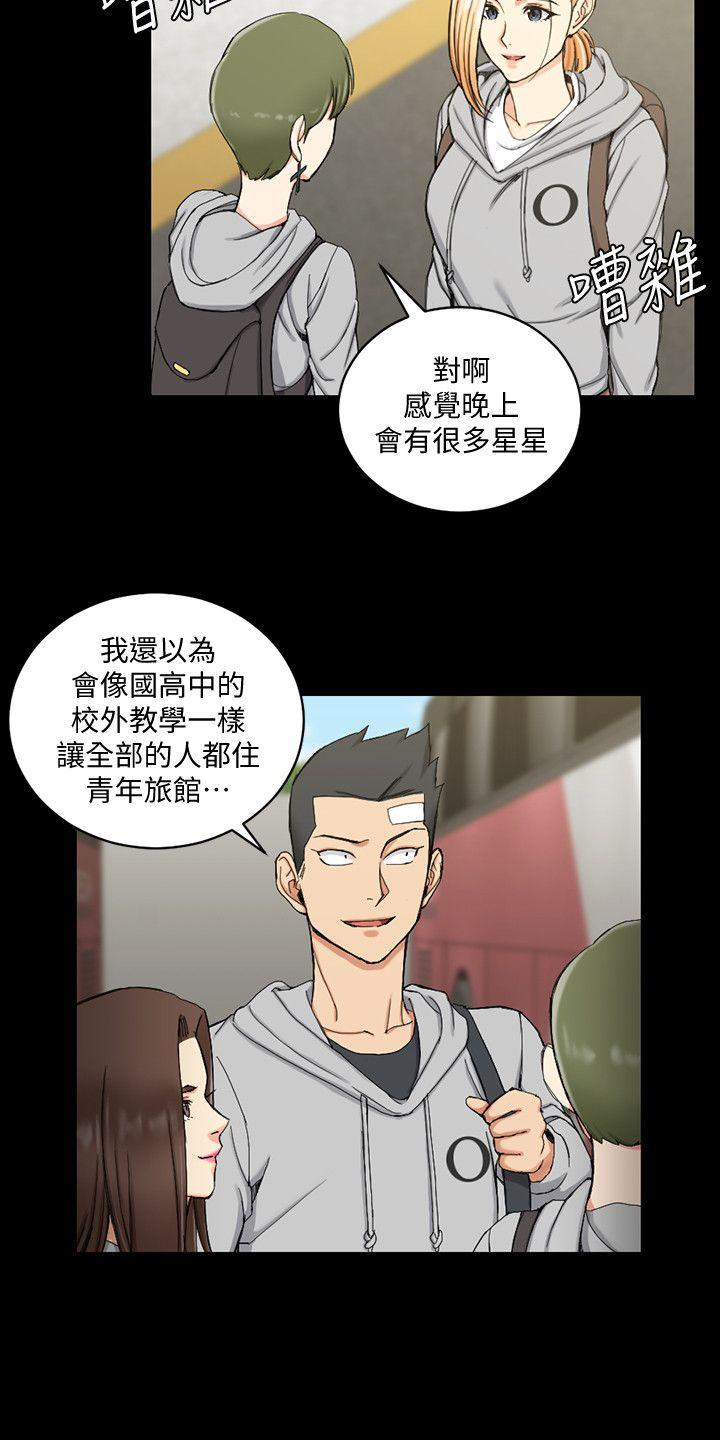 嘈雜
O
嘈雜
對啊
感覺晚上
會有很多星星
我還以為
會像國高中的
校外教學一樣
讓全部的人都住
青年旅館⋯
O